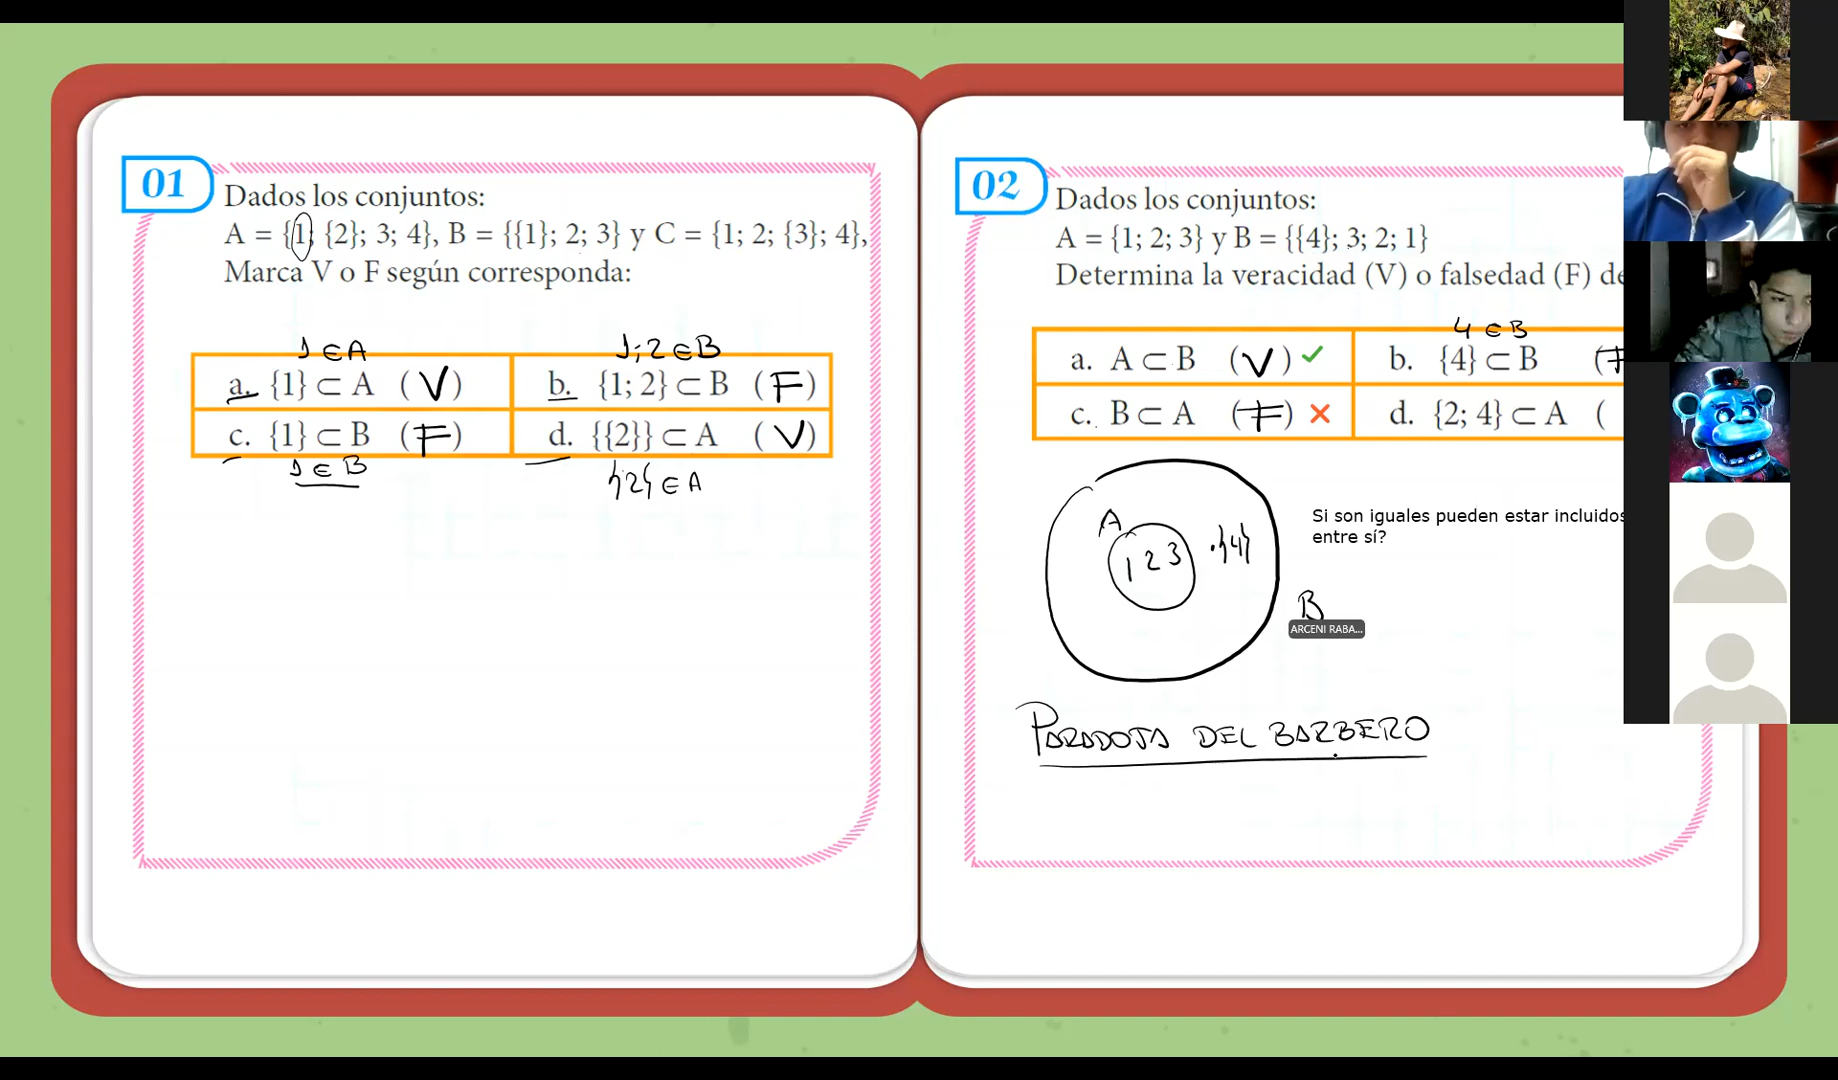 01
Dados los conjuntos:
A = {1; {2}; 3; 4}, B = {{1}; 2; 3} y C = {1; 2; {3}; 4},
Marca V o F según corresponda:
1 ∈ A
1; 2 ∈ B
a. {1} ⊂ A (V)
b. {1; 2} ⊂ B (F)
c. {1} ⊂ B (F)
d. {{2}} ⊂ A (V)
1 ∈ B
{2} ∈ A
02
Dados los conjuntos:
A = {1; 2; 3} y B = {{4}; 3; 2; 1}
Determina la veracidad (V) o falsedad (F) de
4 ∈ B
a. A ⊂ B (V) ✓
b. {4} ⊂ B (F
c. B ⊂ A (F) ✗
d. {2; 4} ⊂ A (
A
1 2 3
.{4}
Si son iguales pueden estar incluidos
entre sí?
B
ARCENI RABA...
PARADOJA DEL BARBERO